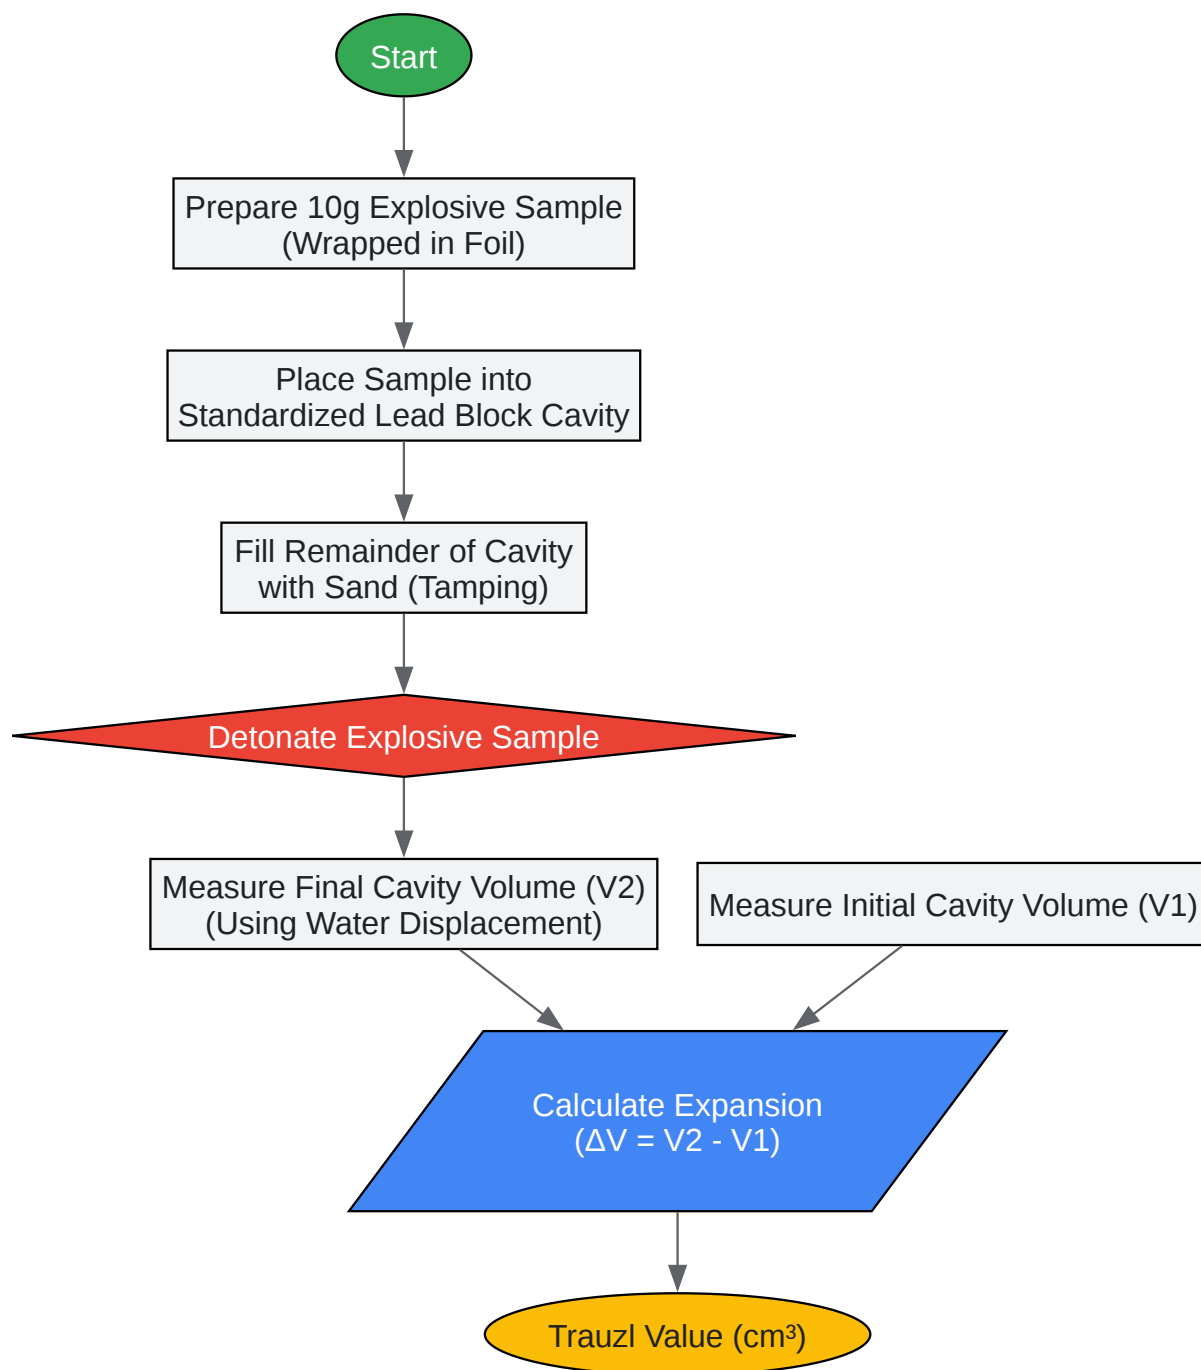 Start
Prepare 10g Explosive Sample
(Wrapped in Foil)
Place Sample into
Standardized Lead Block Cavity
Fill Remainder of Cavity
with Sand (Tamping)
Detonate Explosive Sample
Measure Final Cavity Volume (V2)
(Using Water Displacement)
Measure Initial Cavity Volume (V1)
Calculate Expansion
(ΔV = V2 - V1)
Trauzl Value (cm³)